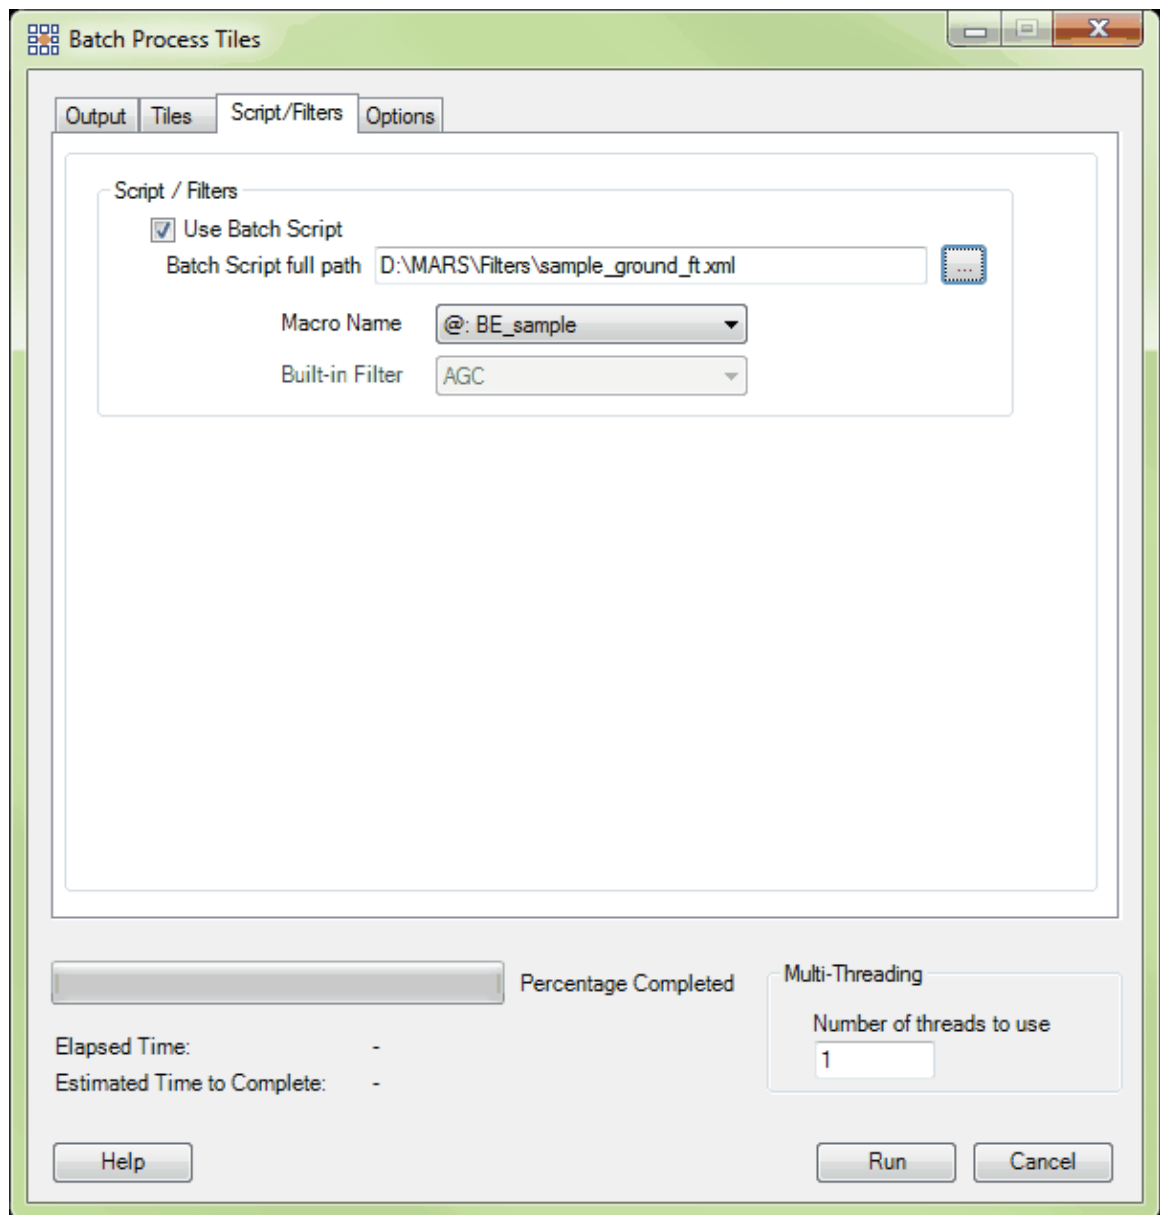 Batch Process Tiles
Output Tiles Script/Filters Options
Script / Filters
Use Batch Script
Batch Script full path D:\MARS\Filters\sample_ground_ft.xml ...
Macro Name @: BE_sample
Built-in Filter AGC
Percentage Completed
Multi-Threading
Number of threads to use
1
Elapsed Time: -
Estimated Time to Complete: -
Help Run Cancel